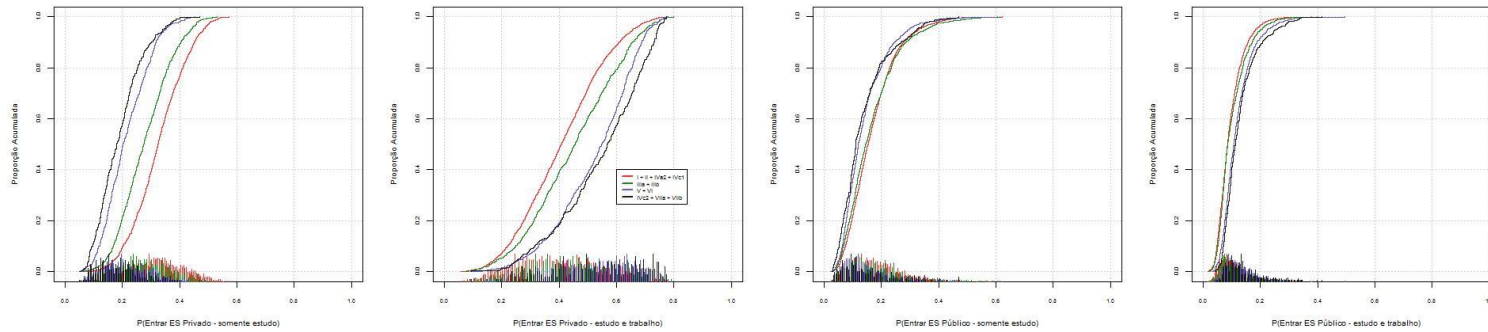 Proporção Acumulada
0.0 0.2 0.4 0.6 0.8 1.0
0.0 0.2 0.4 0.6 0.8 1.0
P(Entrar ES Privado - somente estudo)
Proporção Acumulada
0.0 0.2 0.4 0.6 0.8 1.0
I + II + IVa2 + IVc1
IIIa + IIIb
V + VI
IVc2 + VIIa + VIIb
0.0 0.2 0.4 0.6 0.8 1.0
P(Entrar ES Privado - estudo e trabalho)
Proporção Acumulada
0.0 0.2 0.4 0.6 0.8 1.0
0.0 0.2 0.4 0.6 0.8 1.0
P(Entrar ES Público - somente estudo)
Proporção Acumulada
0.0 0.2 0.4 0.6 0.8 1.0
0.0 0.2 0.4 0.6 0.8 1.0
P(Entrar ES Público - estudo e trabalho)